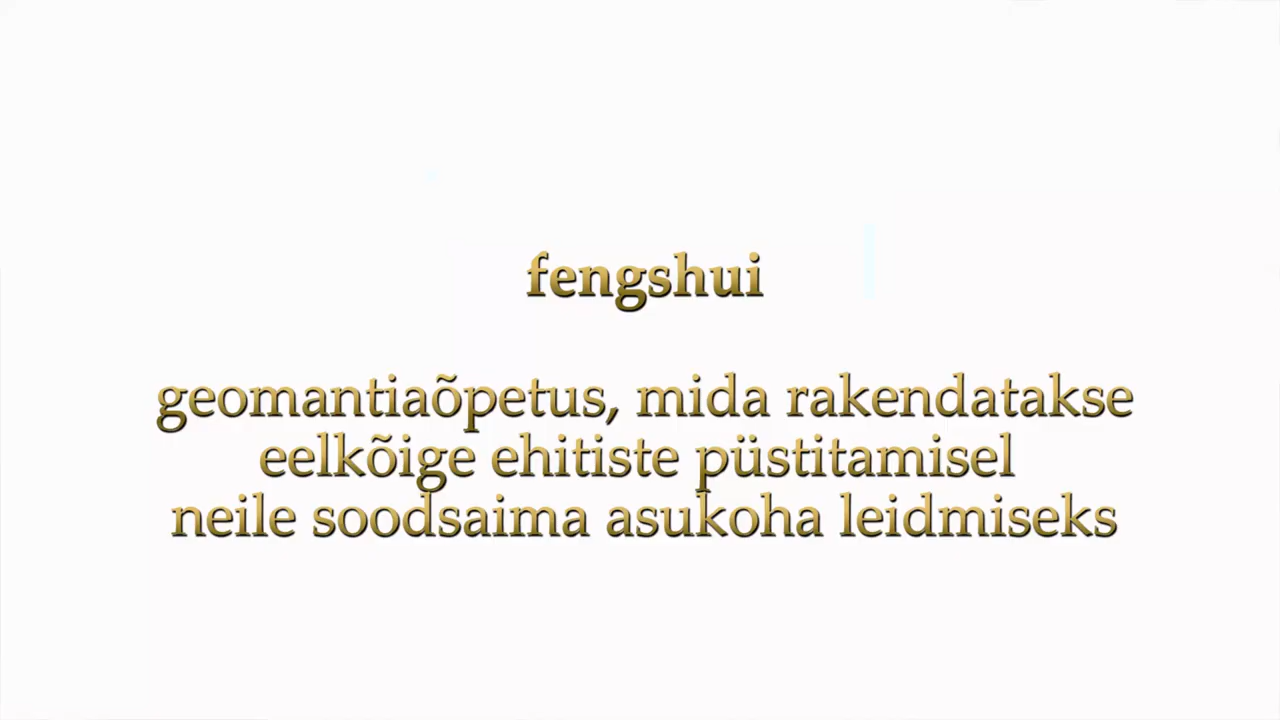 fengshui
geomantiaõpetus, mida rakendatakse
eelkõige ehitiste püstitamisel
neile soodsaima asukoha leidmiseks